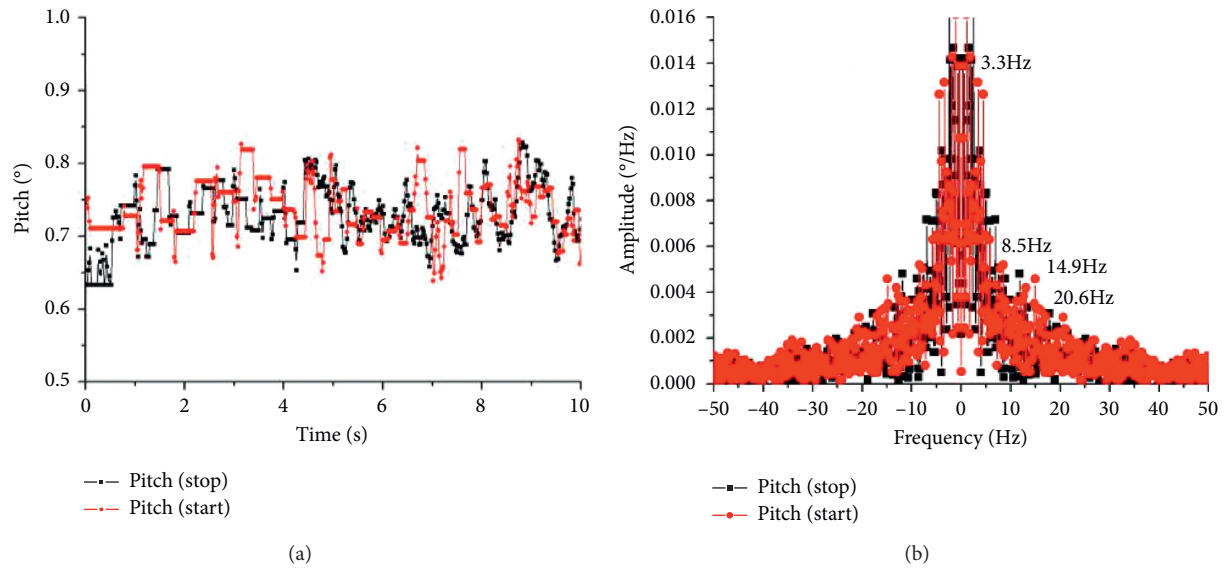 1.0
0.9
0.8
0.7
0.6
0.5
Pitch (°)
0 2 4 6 8 10
Time (s)
Pitch (stop)
Pitch (start)
(a)
0.016
0.014
0.012
0.010
0.008
0.006
0.004
0.002
0.000
Amplitude (°/Hz)
3.3Hz
8.5Hz
14.9Hz
20.6Hz
−50 −40 −30 −20 −10 0 10 20 30 40 50
Frequency (Hz)
Pitch (stop)
Pitch (start)
(b)